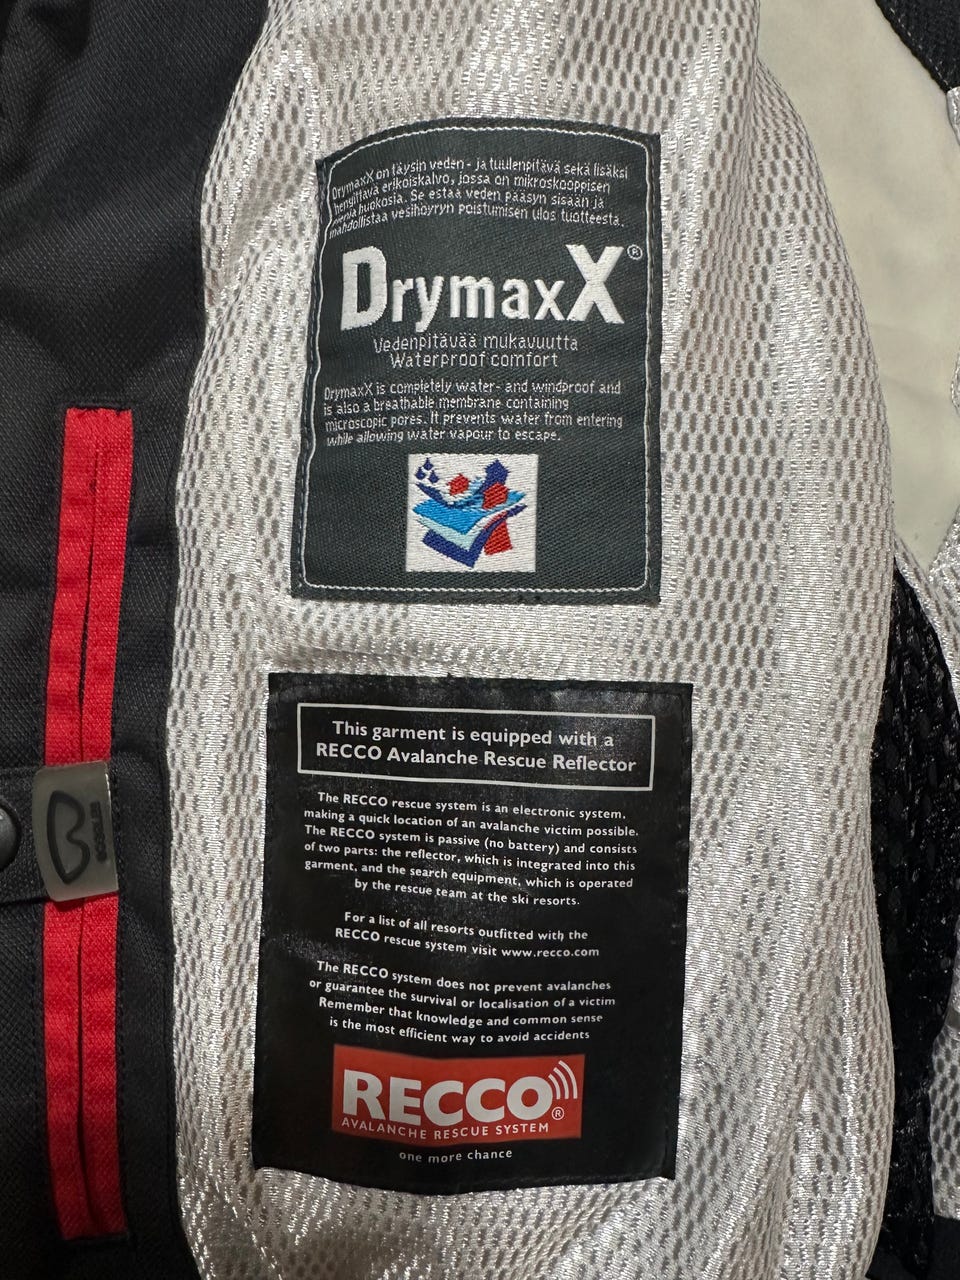 DrymaxX on täysin veden - ja tuulenpitävä sekä lisäksi
hengittävä erikoiskalvo, jossa on mikroskooppisen
pieniä huokosia. Se estää veden pääsyn sisään ja
mahdollistaa vesihöyryn poistumisen ulos tuotteesta.
DrymaxX®
Vedenpitävää mukavuutta
Waterproof comfort
DrymaxX is completely water- and windproof and
is also a breathable membrane containing
microscopic pores. It prevents water from entering
while allowing water vapour to escape.
This garment is equipped with a
RECCO Avalanche Rescue Reflector
The RECCO rescue system is an electronic system.
making a quick location of an avalanche victim possible.
The RECCO system is passive (no battery) and consists
of two parts: the reflector, which is integrated into this
garment, and the search equipment, which is operated
by the rescue team at the ski resorts.
For a list of all resorts outfitted with the
RECCO rescue system visit www.recco.com
The RECCO system does not prevent avalanches
or guarantee the survival or localisation of a victim
Remember that knowledge and common sense
is the most efficient way to avoid accidents
RECCO®
AVALANCHE RESCUE SYSTEM
one more chance
B
BOGNER